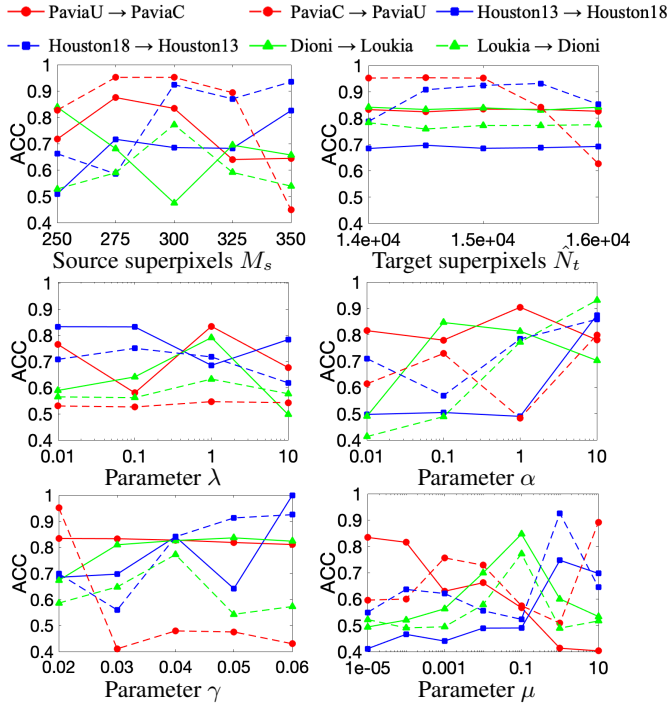 PaviaU → PaviaC PaviaC → PaviaU Houston13 → Houston18
Houston18 → Houston13 Dioni → Loukia Loukia → Dioni
ACC
1
0.9
0.8
0.7
0.6
0.5
0.4
250 275 300 325 350
Source superpixels M_s
ACC
1
0.9
0.8
0.7
0.6
0.5
0.4
1.4e+04 1.5e+04 1.6e+04
Target superpixels N̂_t
ACC
1
0.9
0.8
0.7
0.6
0.5
0.4
0.01 0.1 1 10
Parameter λ
ACC
1
0.9
0.8
0.7
0.6
0.5
0.4
0.01 0.1 1 10
Parameter α
ACC
1
0.9
0.8
0.7
0.6
0.5
0.4
0.02 0.03 0.04 0.05 0.06
Parameter γ
ACC
1
0.9
0.8
0.7
0.6
0.5
0.4
1e-05 0.001 0.1 10
Parameter μ